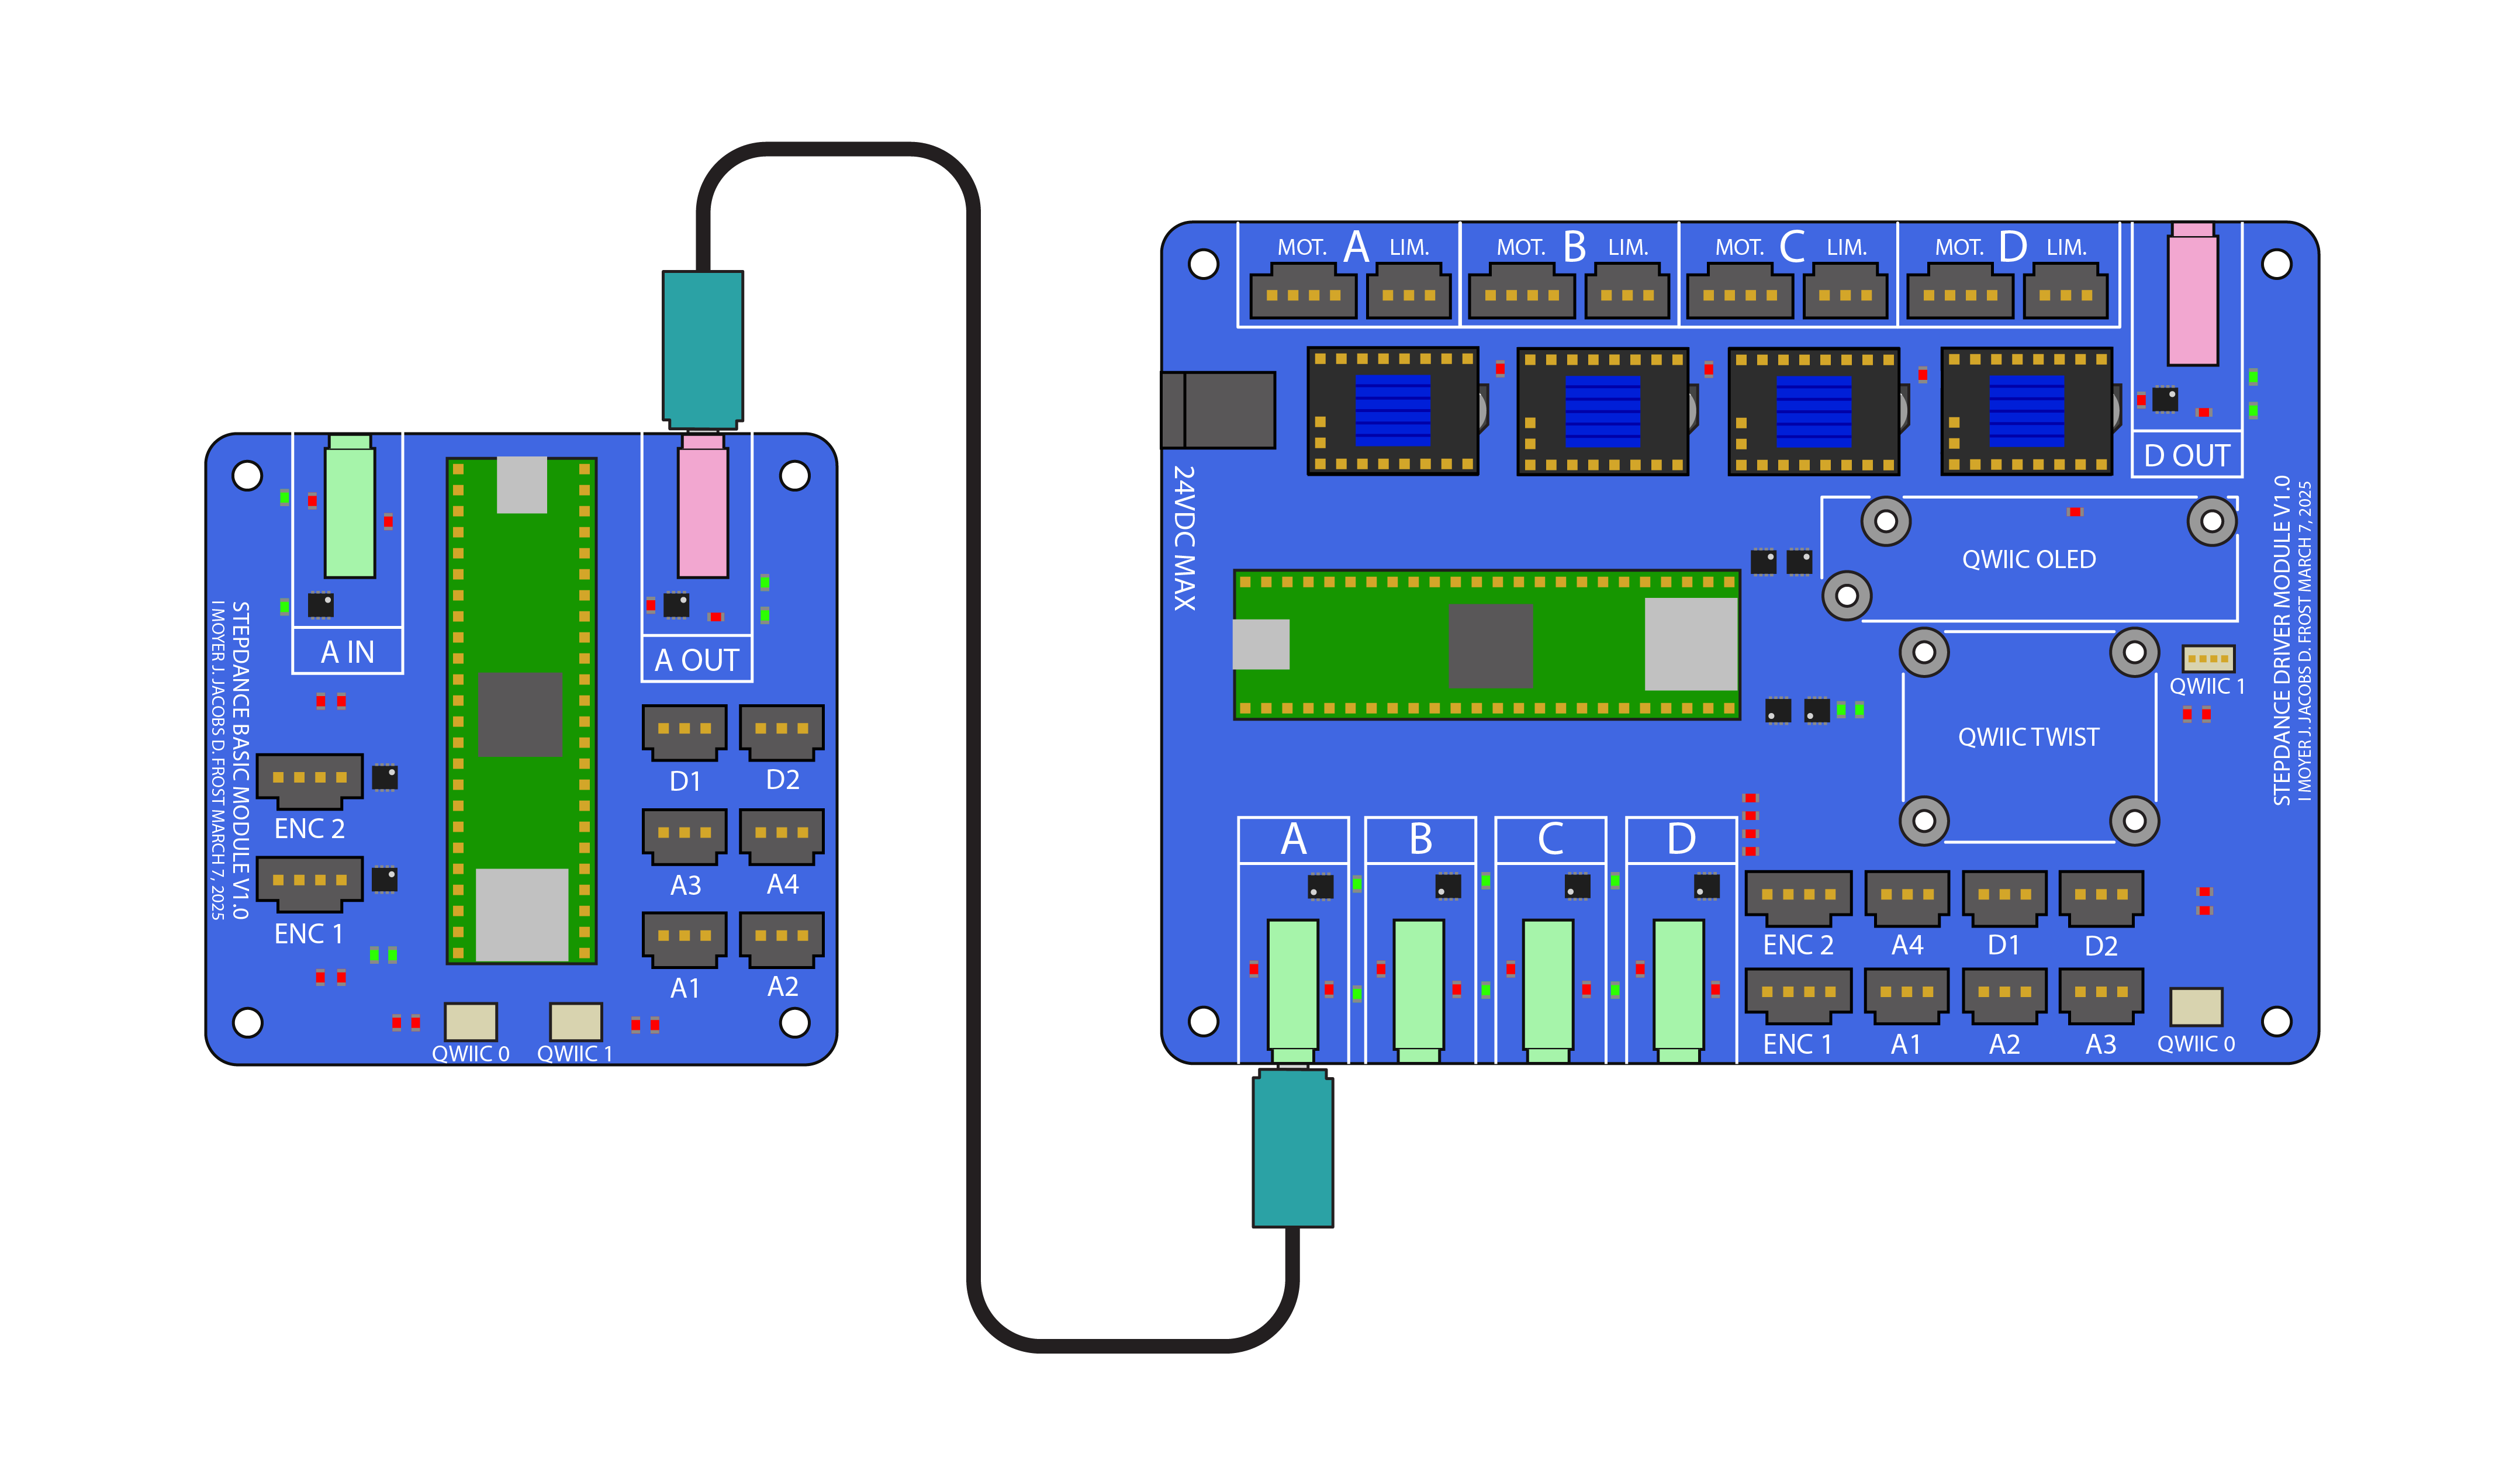 A IN
A OUT
STEPDANCE BASIC MODULE V1.0
I MOYER J. JACOBS D. FROST MARCH 7, 2025
D1
D2
ENC 2
A3
A4
ENC 1
A1
A2
QWIIC 0
QWIIC 1
MOT. A LIM.
MOT. B LIM.
MOT. C LIM.
MOT. D LIM.
D OUT
24VDC MAX
QWIIC OLED
STEPDANCE DRIVER MODULE V1.0
I MOYER J. JACOBS D. FROST MARCH 7, 2025
QWIIC 1
QWIIC TWIST
A
B
C
D
ENC 2
A4
D1
D2
ENC 1
A1
A2
A3
QWIIC 0